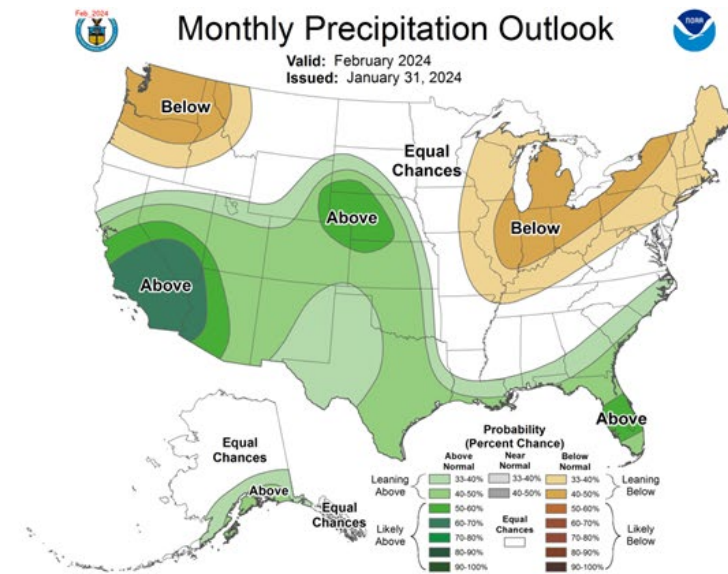 Feb, 2024
Monthly Precipitation Outlook
NOAA
Valid: February 2024
Issued: January 31, 2024
Below
Equal
Chances
Above
Below
Above
Above
Equal
Chances
Above
Equal
Chances
Probability
(Percent Chance)
Above
Normal
Near
Normal
Below
Normal
Leaning
Above
33-40%
40-50%
50-60%
60-70%
70-80%
80-90%
90-100%
Likely
Above
33-40%
40-50%
Equal
Chances
33-40%
40-50%
50-60%
60-70%
70-80%
80-90%
90-100%
Leaning
Below
Likely
Below